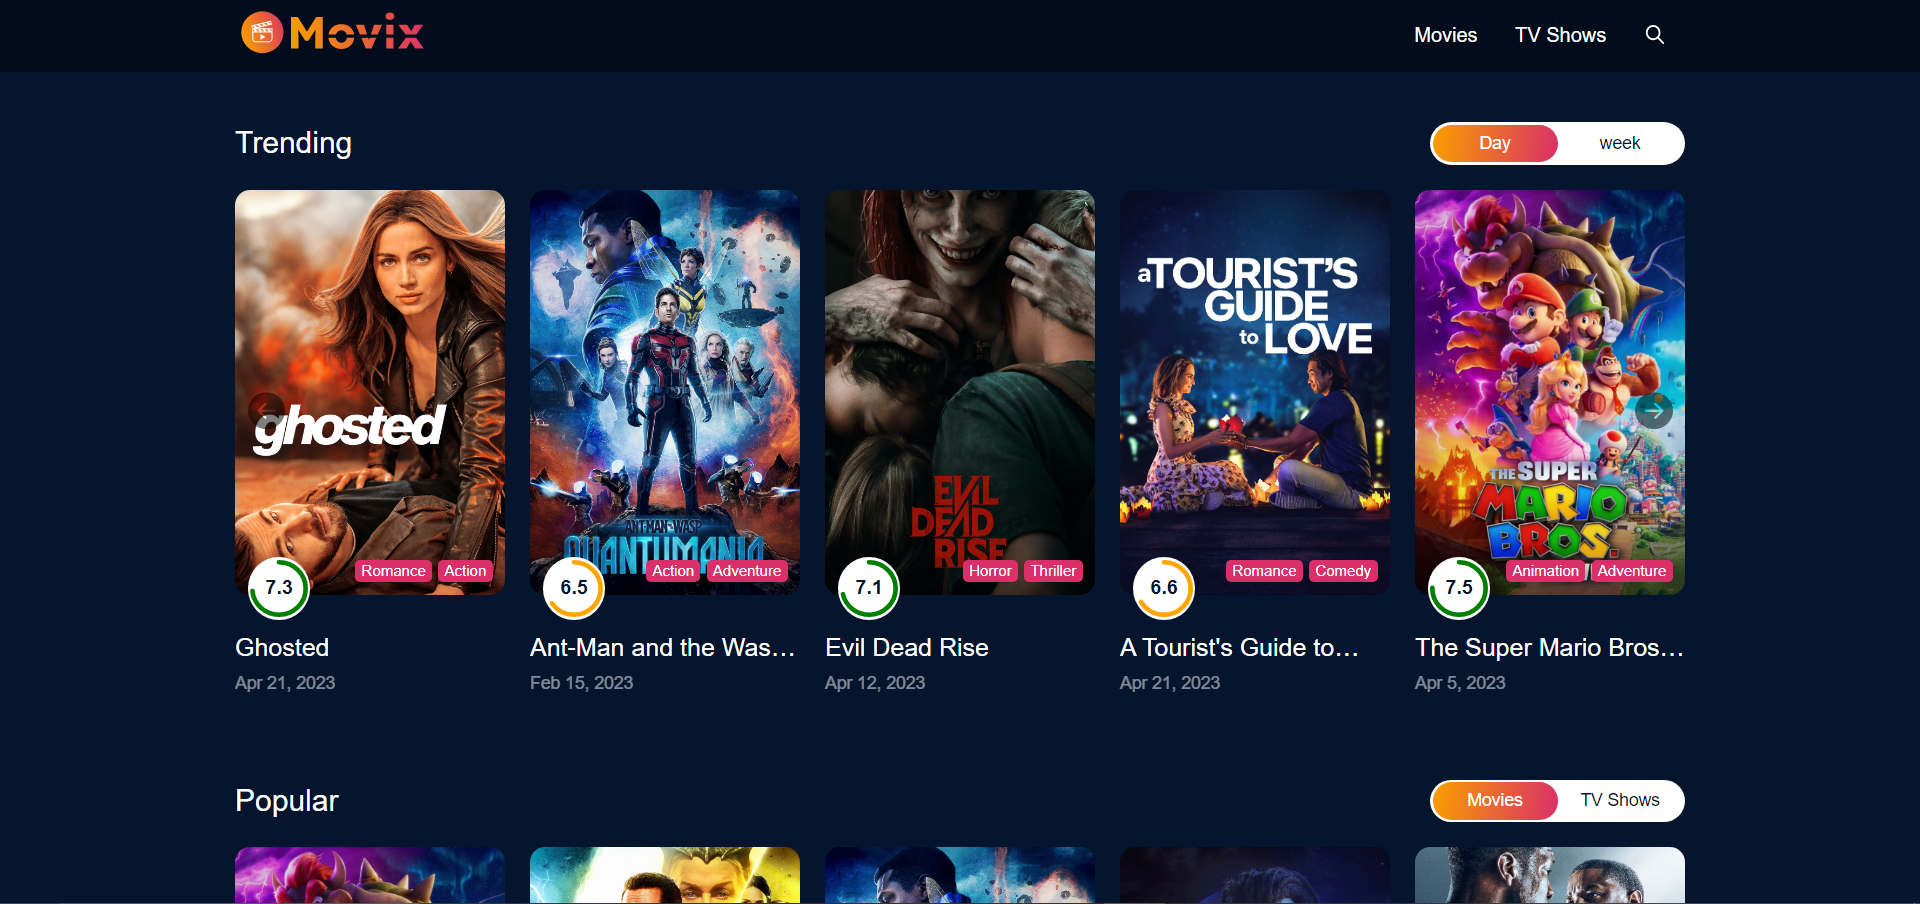 Movix
Movies TV Shows
Trending
Day week
ghosted
ANT-MAN AND THE WASP
QUANTUMANIA
EVIL
DEAD
RISE
a TOURIST'S
GUIDE
to LOVE
THE SUPER
MARIO
BROS.
7.3 Romance Action
6.5 Action Adventure
7.1 Horror Thriller
6.6 Romance Comedy
7.5 Animation Adventure
Ghosted
Ant-Man and the Was...
Evil Dead Rise
A Tourist's Guide to...
The Super Mario Bros...
Apr 21, 2023
Feb 15, 2023
Apr 12, 2023
Apr 21, 2023
Apr 5, 2023
Popular
Movies TV Shows